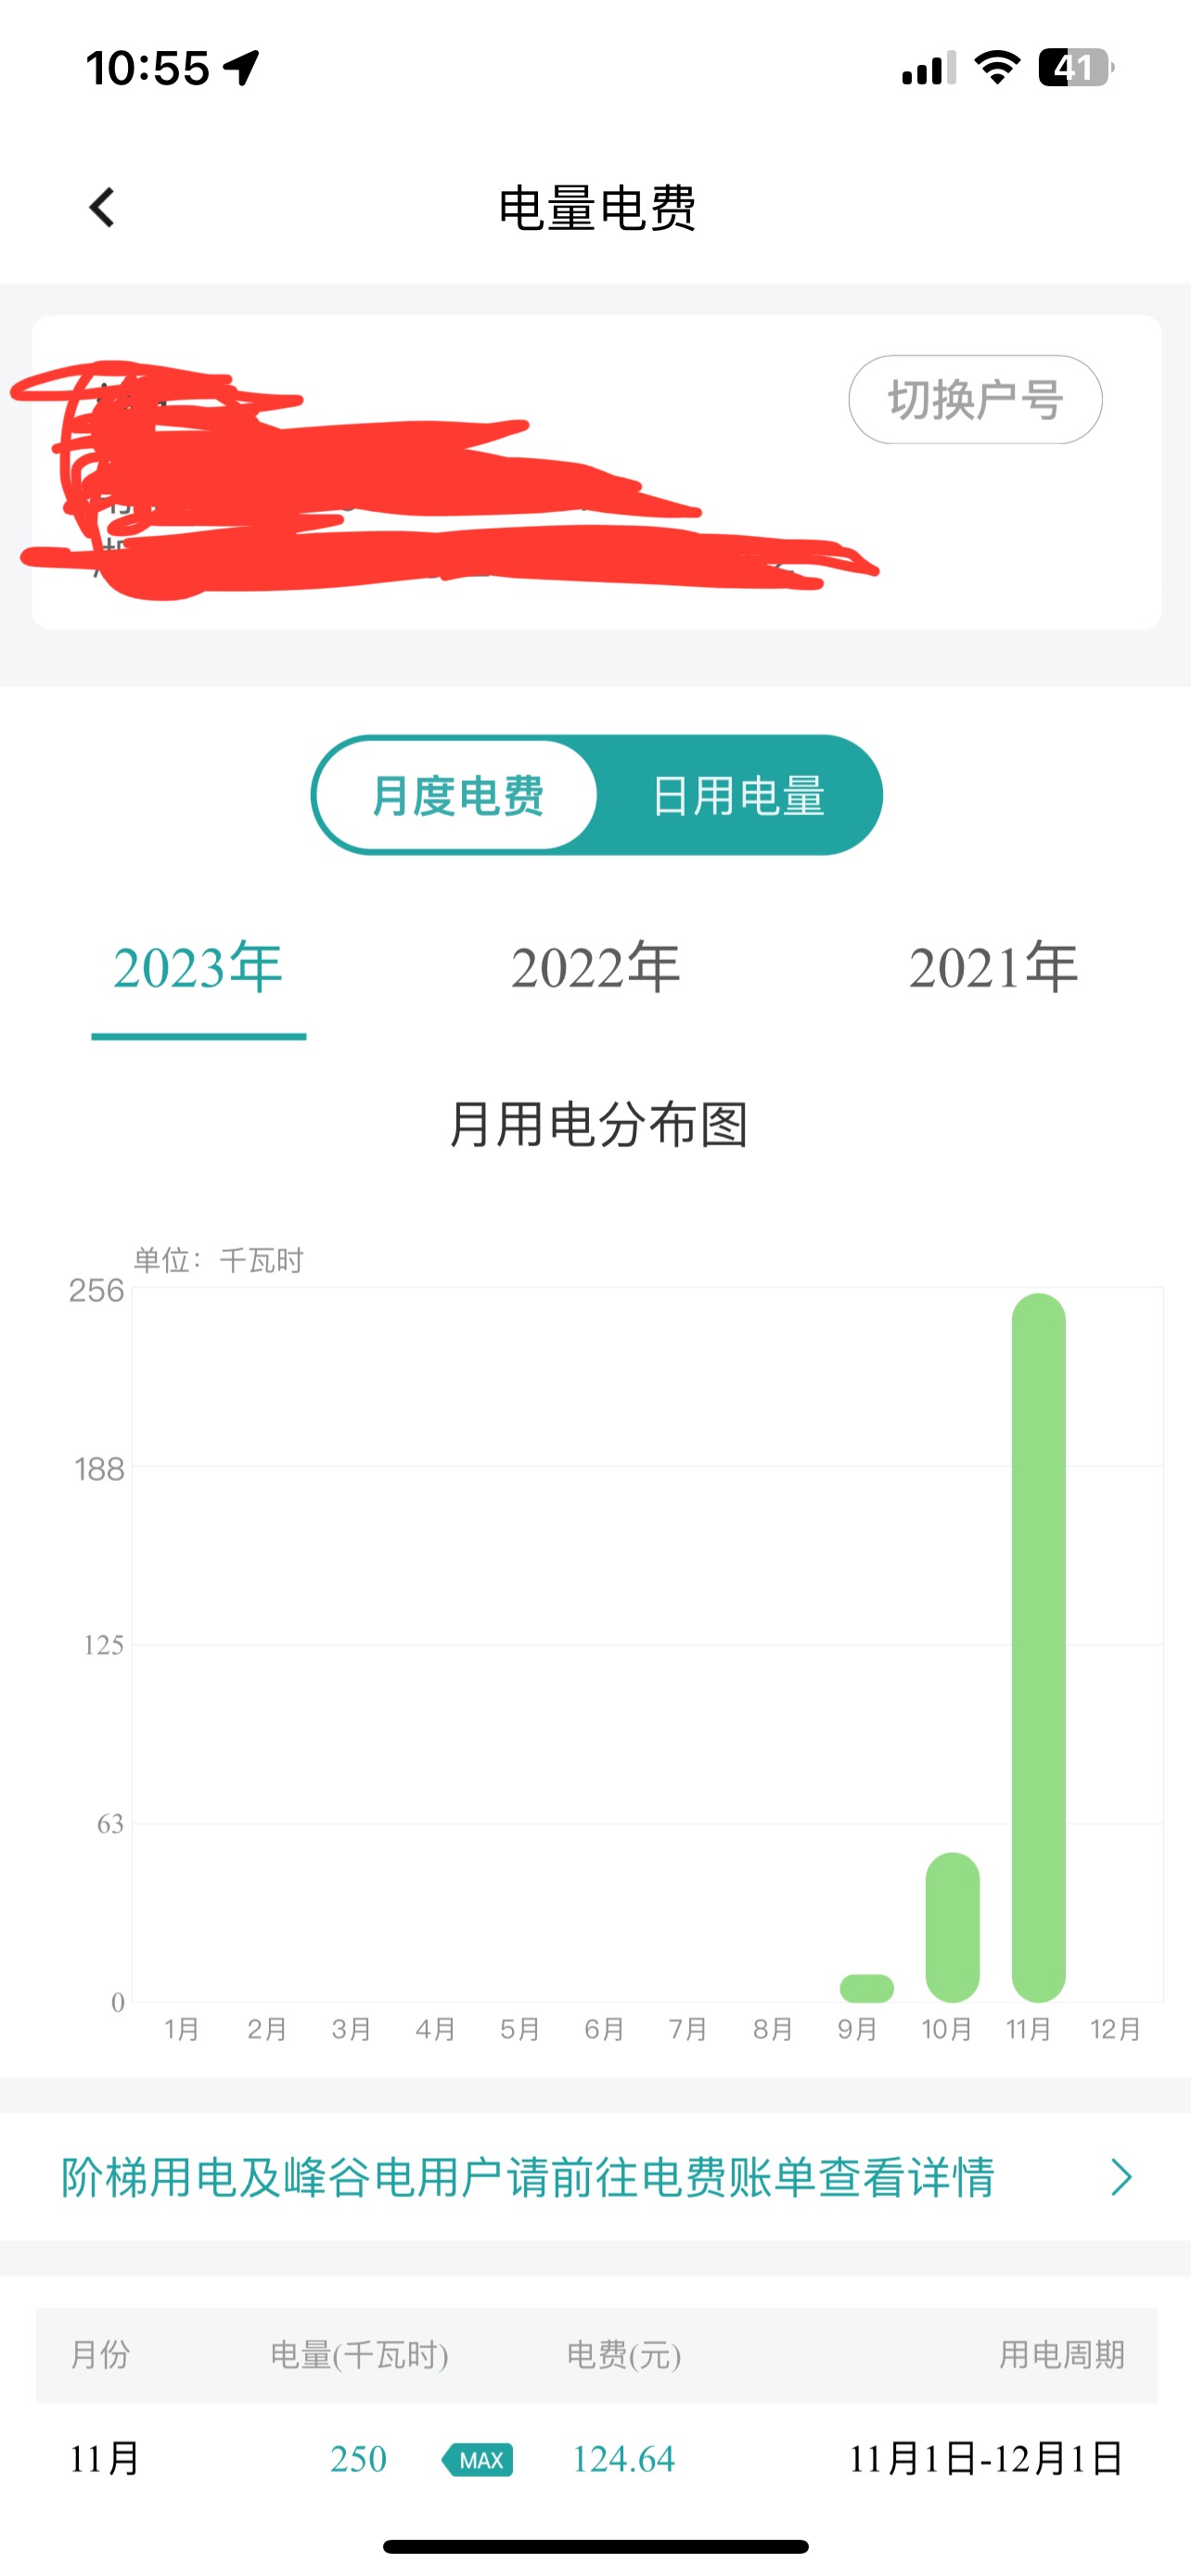 10:55
41
电量电费
切换户号
月度电费 日用电量
2023年 2022年 2021年
月用电分布图
单位：千瓦时
256
188
125
63
0
1月 2月 3月 4月 5月 6月 7月 8月 9月 10月 11月 12月
阶梯用电及峰谷电用户请前往电费账单查看详情
月份 电量(千瓦时) 电费(元) 用电周期
11月 250 MAX 124.64 11月1日-12月1日